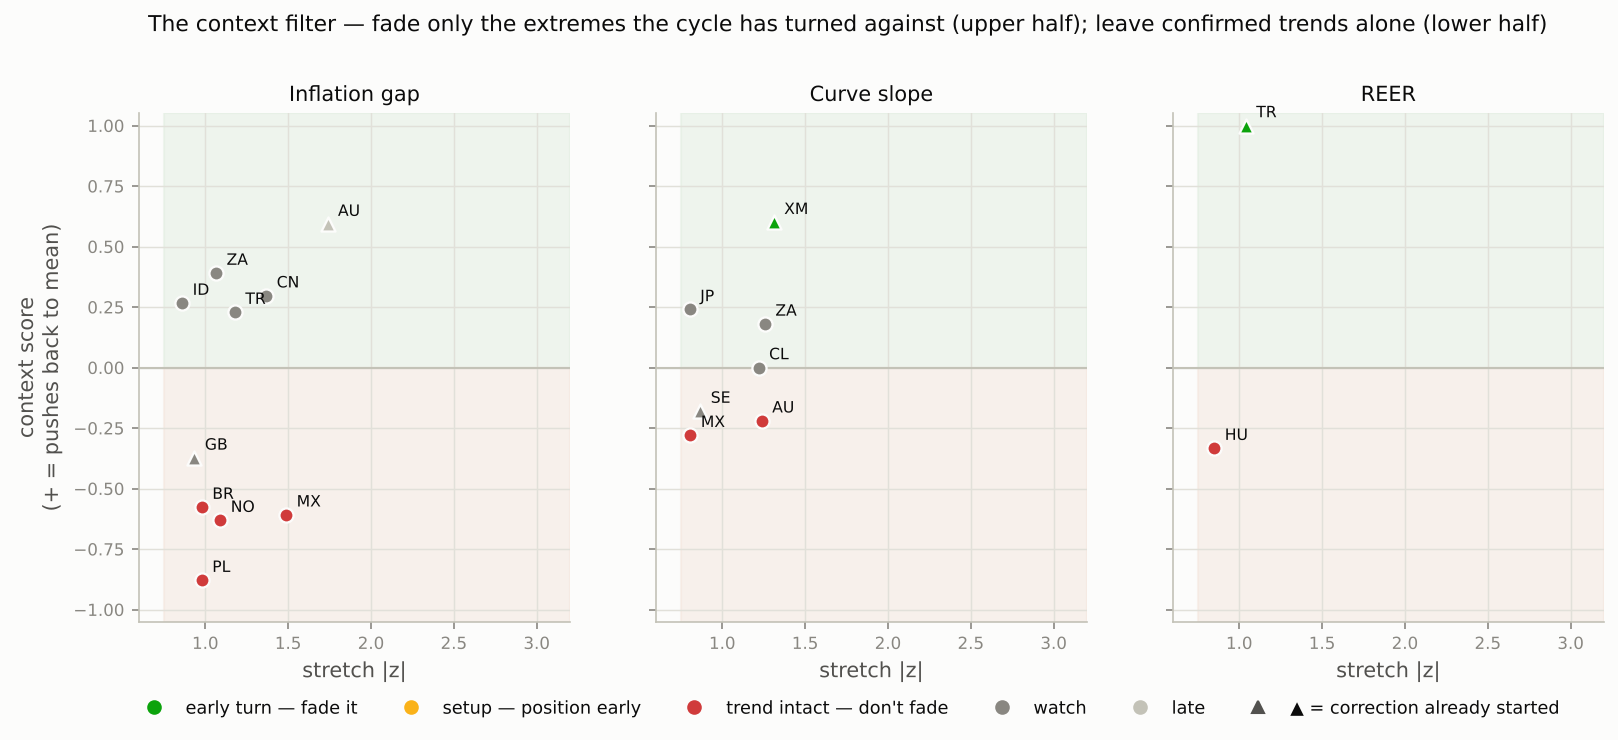 The context filter — fade only the extremes the cycle has turned against (upper half); leave confirmed trends alone (lower half)
Inflation gap
Curve slope
REER
context score
(+ = pushes back to mean)
1.00
0.75
0.50
0.25
0.00
−0.25
−0.50
−0.75
−1.00
AU
ZA
CN
ID
TR
GB
BR
NO
MX
PL
1.0 1.5 2.0 2.5 3.0
stretch |z|
XM
JP
ZA
CL
SE
AU
MX
1.0 1.5 2.0 2.5 3.0
stretch |z|
TR
HU
1.0 1.5 2.0 2.5 3.0
stretch |z|
early turn — fade it setup — position early trend intact — don't fade watch late ▲ = correction already started